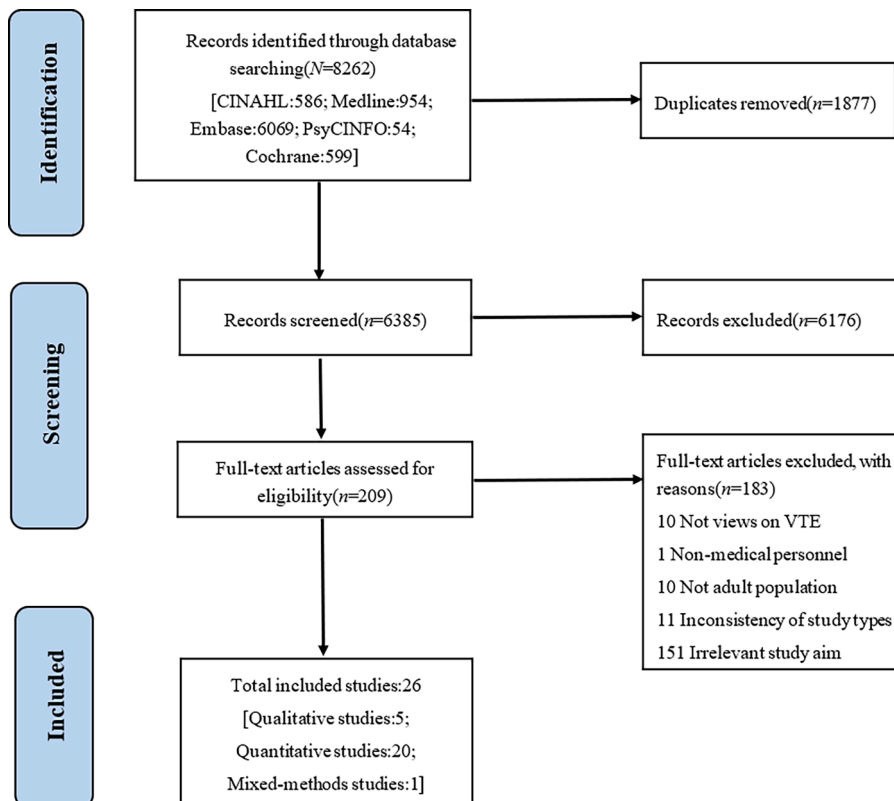 Identification
Records identified through database
searching(N=8262)
[CINAHL:586; Medline:954;
Embase:6069; PsyCINFO:54;
Cochrane:599]
Duplicates removed(n=1877)
Screening
Records screened(n=6385)
Records excluded(n=6176)
Full-text articles assessed for
eligibility(n=209)
Full-text articles excluded, with
reasons(n=183)
10 Not views on VTE
1 Non-medical personnel
10 Not adult population
11 Inconsistency of study types
151 Irrelevant study aim
Included
Total included studies:26
[Qualitative studies:5;
Quantitative studies:20;
Mixed-methods studies:1]